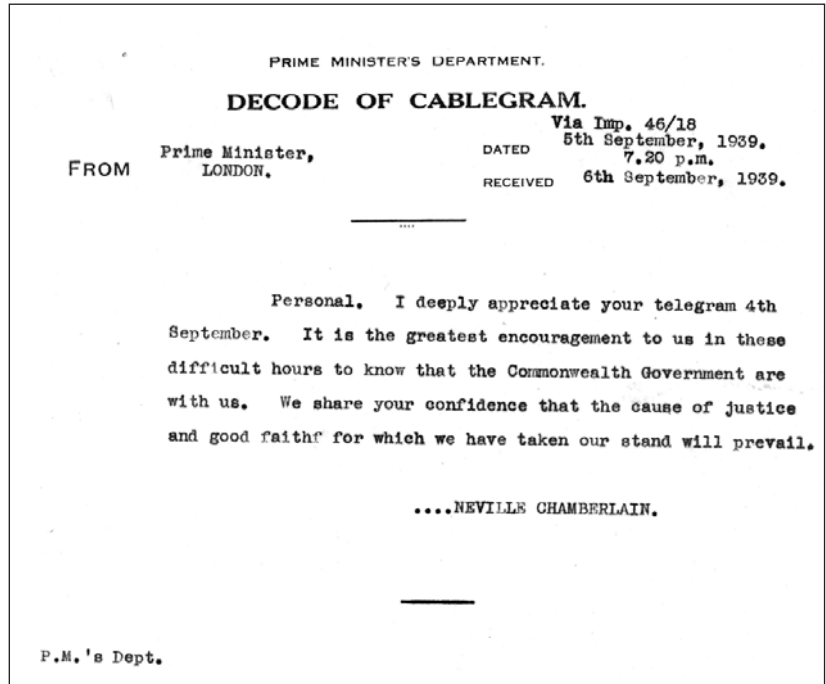 PRIME MINISTER'S DEPARTMENT.
DECODE OF CABLEGRAM.
Via Imp. 46/18
DATED 5th September, 1939.
7.20 p.m.
FROM Prime Minister,
LONDON.
RECEIVED 6th September, 1939.
....
Personal. I deeply appreciate your telegram 4th
September. It is the greatest encouragement to us in these
difficult hours to know that the Commonwealth Government are
with us. We share your confidence that the cause of justice
and good faithf for which we have taken our stand will prevail.
....NEVILLE CHAMBERLAIN.
P.M.'s Dept.